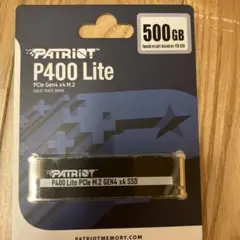 PATRIOT
P400 Lite
PCIe Gen4 x4 M.2
500GB
PATRIOT
P400 Lite PCIe M.2 GEN4 x4 SSD
PATRIOTMEMORY.COM